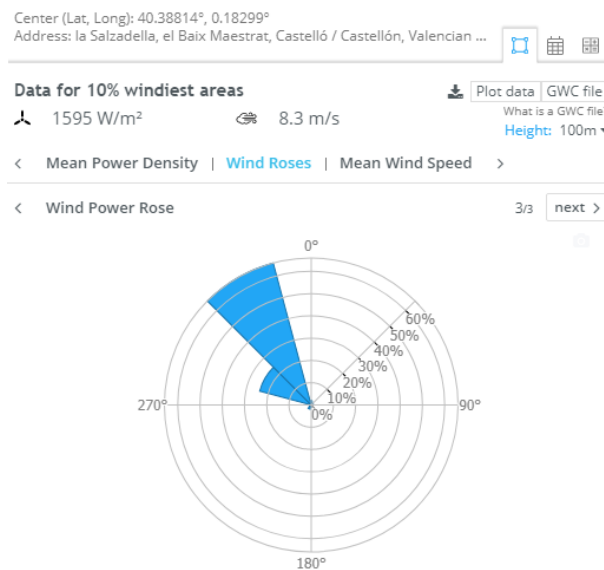 Center (Lat, Long): 40.38814°, 0.18299°
Address: la Salzadella, el Baix Maestrat, Castelló / Castellón, Valencian ...
Data for 10% windiest areas
Plot data
GWC file
1595 W/m²
8.3 m/s
What is a GWC file?
Height: 100m
< Mean Power Density | Wind Roses | Mean Wind Speed >
< Wind Power Rose
3/3
next >
0°
60%
50%
40%
30%
20%
10%
0%
270°
90°
180°